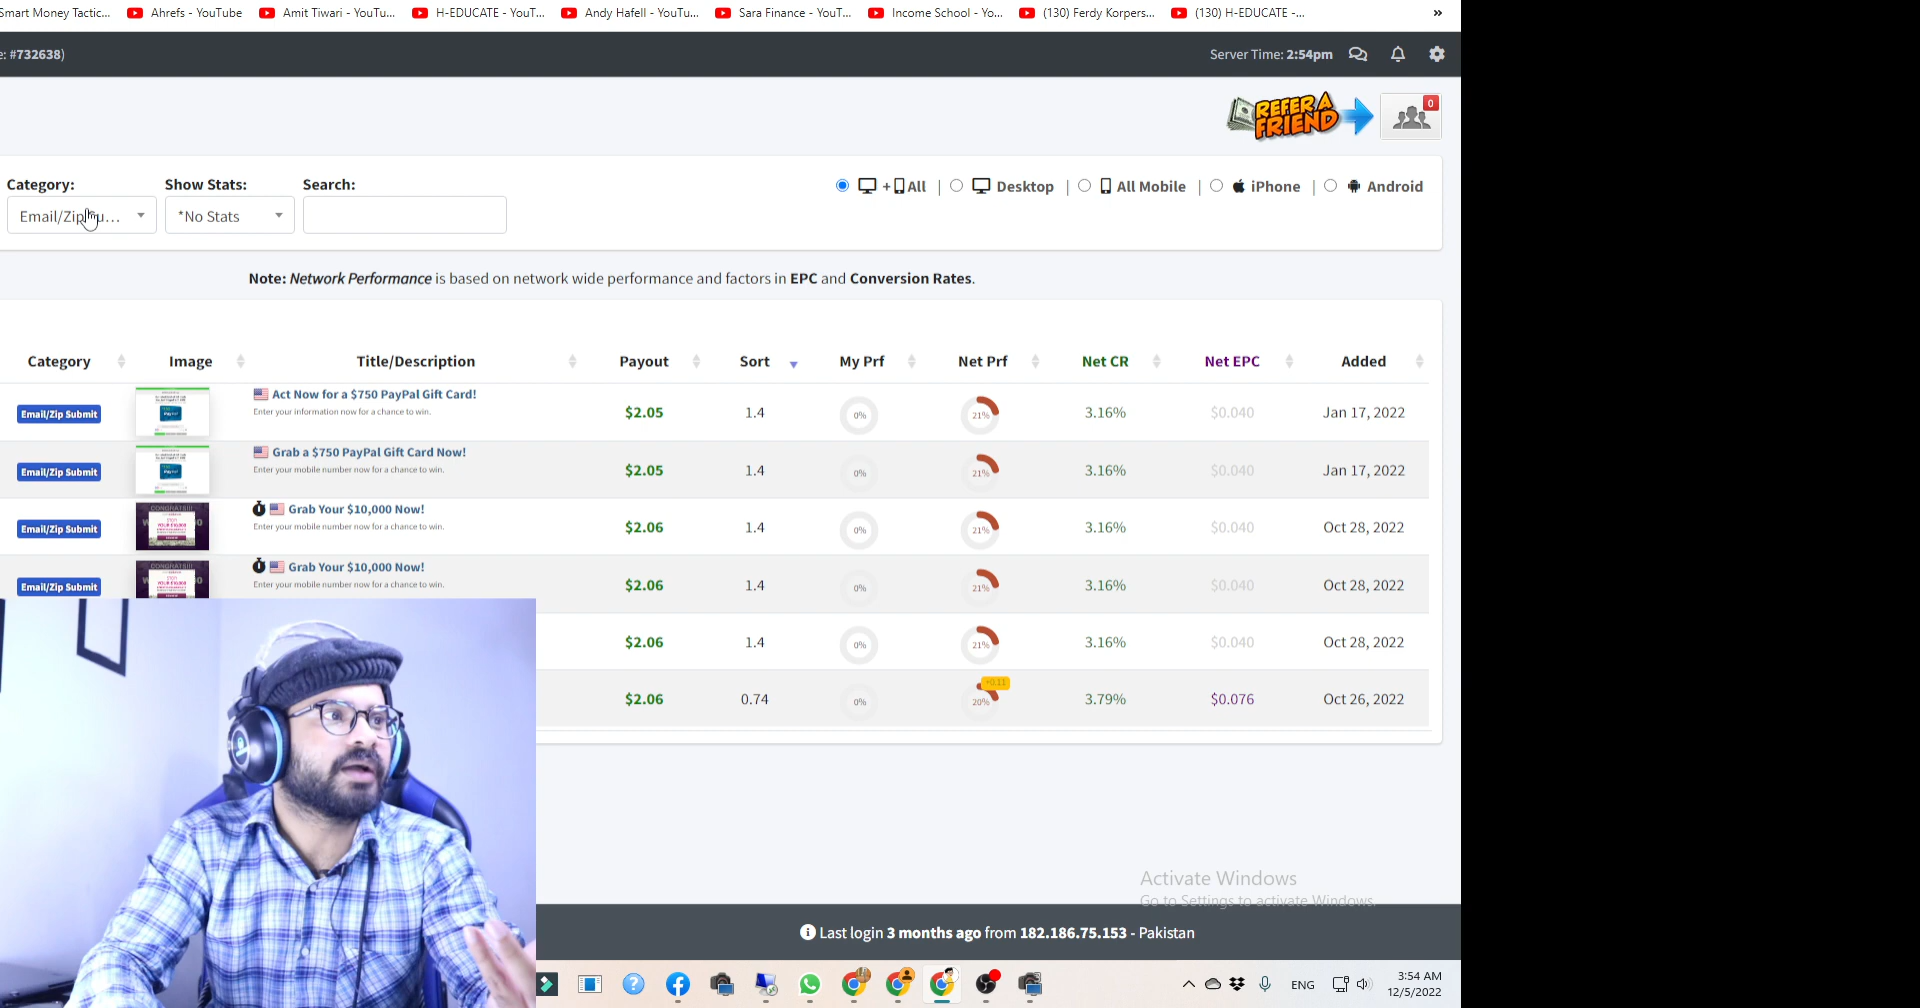 Smart Money Tactic...
Ahrefs - YouTube
Amit Tiwari - YouTu...
H-EDUCATE - YouT...
Andy Hafell - YouTu...
Sara Finance - YouT...
Income School - Yo...
(130) Ferdy Korpers...
(130) H-EDUCATE -...
»
e: #732638)
Server Time: 2:54pm
REFER A FRIEND
0
Category:
Show Stats:
Search:
+ All | Desktop | All Mobile | iPhone | Android
Email/Zip Su...
*No Stats
Note: Network Performance is based on network wide performance and factors in EPC and Conversion Rates.
Category Image Title/Description Payout Sort My Prf Net Prf Net CR Net EPC Added
Email/Zip Submit Act Now for a $750 PayPal Gift Card! $2.05 1.4 0% 21% 3.16% $0.040 Jan 17, 2022
Enter your information now for a chance to win.
Email/Zip Submit Grab a $750 PayPal Gift Card Now! $2.05 1.4 0% 21% 3.16% $0.040 Jan 17, 2022
Enter your mobile number now for a chance to win.
Email/Zip Submit CONGRATS!!! Grab Your $10,000 Now! $2.06 1.4 0% 21% 3.16% $0.040 Oct 28, 2022
Enter your mobile number now for a chance to win.
Email/Zip Submit CONGRATS!!! Grab Your $10,000 Now! $2.06 1.4 0% 21% 3.16% $0.040 Oct 28, 2022
Enter your mobile number now for a chance to win.
$2.06 1.4 0% 21% 3.16% $0.040 Oct 28, 2022
$2.06 0.74 0% 20% 3.79% $0.076 Oct 26, 2022
Activate Windows
Go to Settings to activate Windows.
Last login 3 months ago from 182.186.75.153 - Pakistan
ENG
3:54 AM
12/5/2022